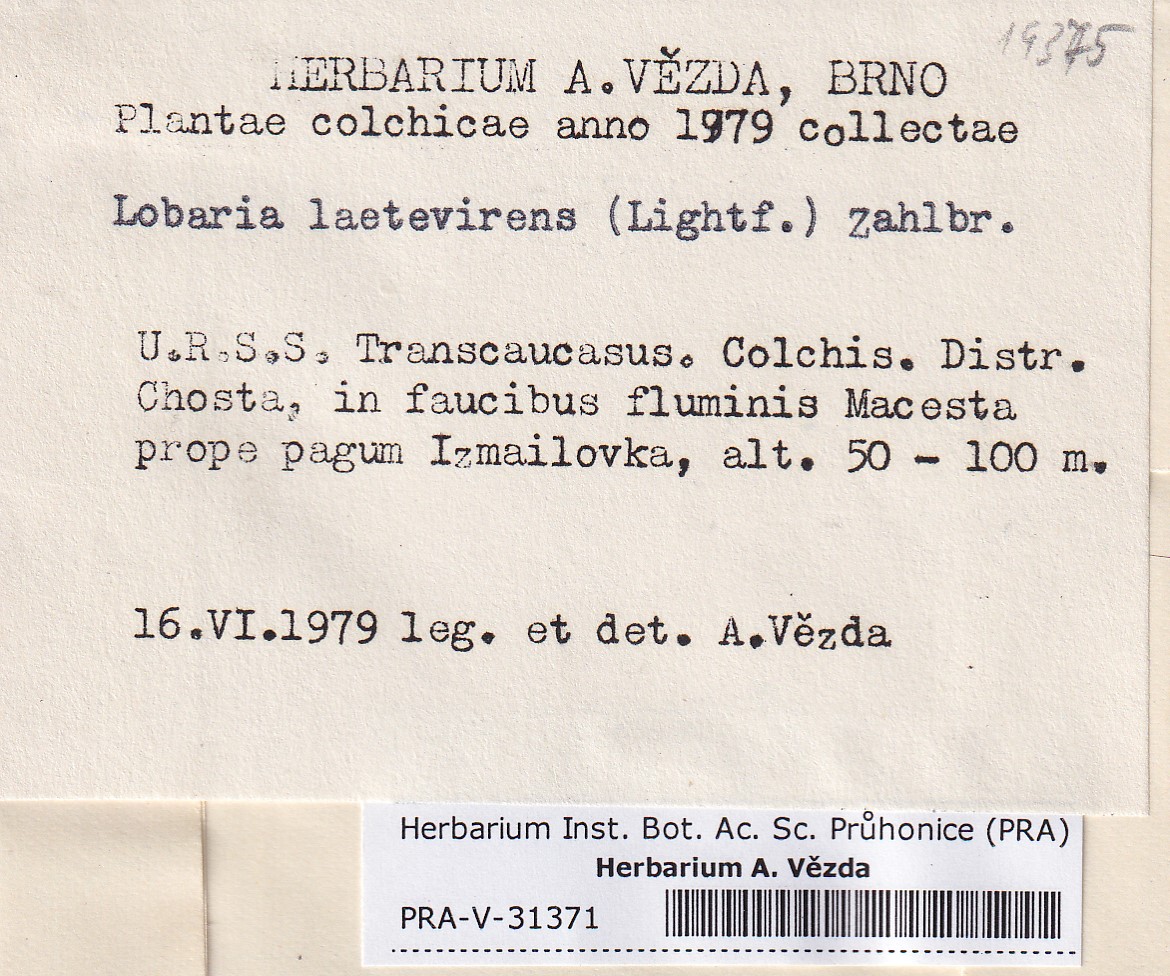 19375
HERBARIUM A.VĚZDA, BRNO
Plantae colchicae anno 1979 collectae
Lobaria laetevirens (Lightf.) Zahlbr.
U.R.S.S. Transcaucasus. Colchis. Distr.
Chosta, in faucibus fluminis Macesta
prope pagum Izmailovka, alt. 50 - 100 m.
16.VI.1979 leg. et det. A.Vězda
Herbarium Inst. Bot. Ac. Sc. Průhonice (PRA)
Herbarium A. Vězda
PRA-V-31371